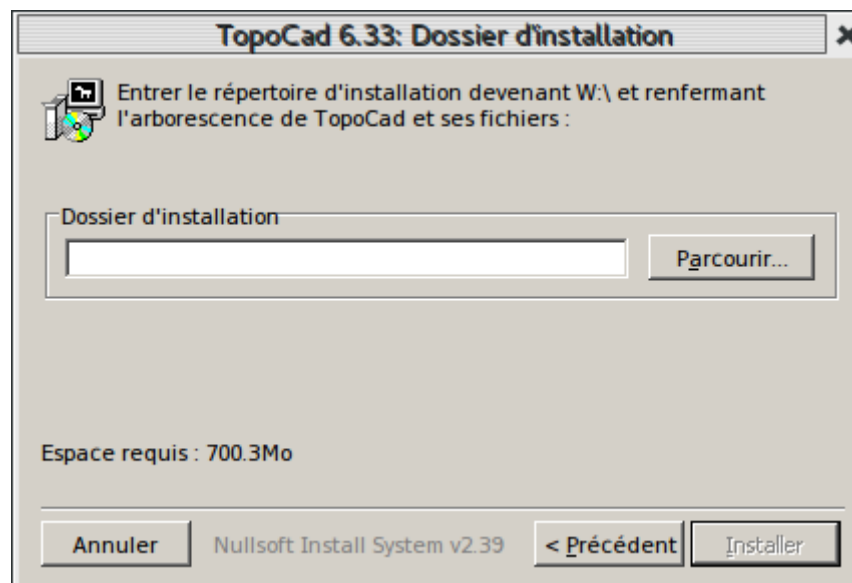 TopoCad 6.33: Dossier d'installation
Entrer le répertoire d'installation devenant W:\ et renfermant
l'arborescence de TopoCad et ses fichiers :
Dossier d'installation
Parcourir...
Espace requis : 700.3Mo
Annuler
Nullsoft Install System v2.39
< Précédent
Installer